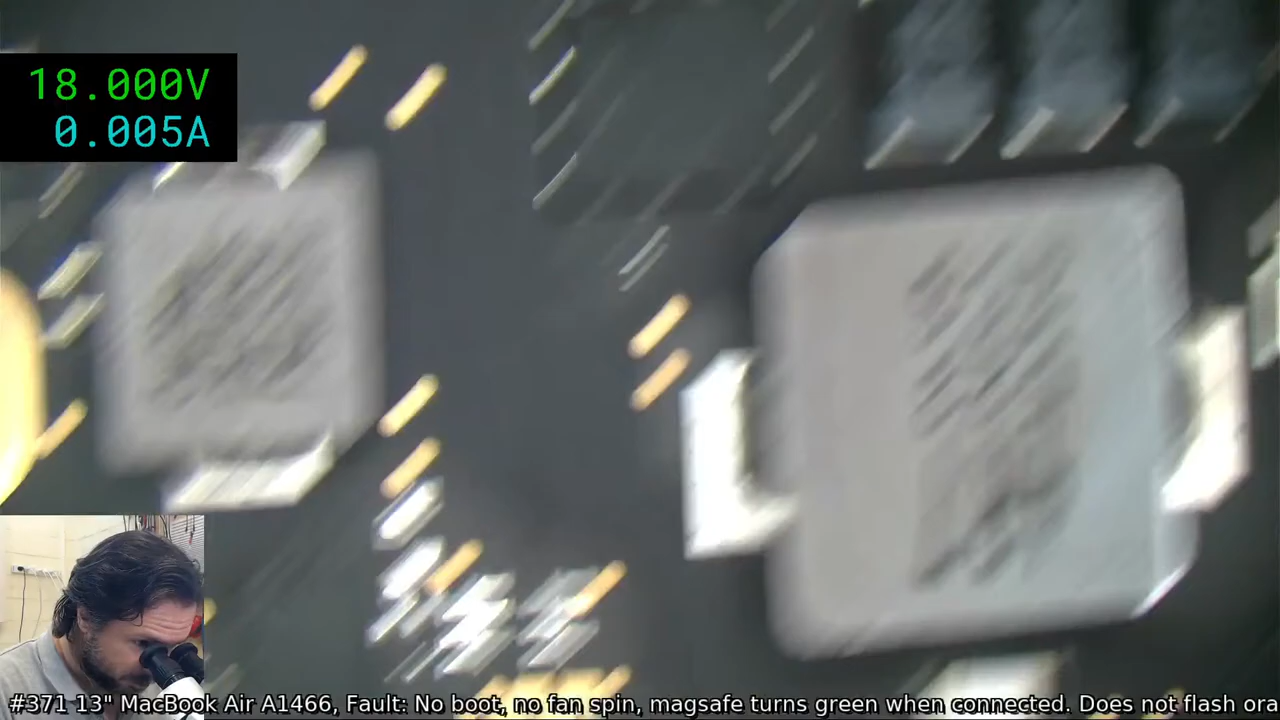 18.000V
0.005A
#371 13" MacBook Air A1466, Fault: No boot, no fan spin, magsafe turns green when connected. Does not flash ora